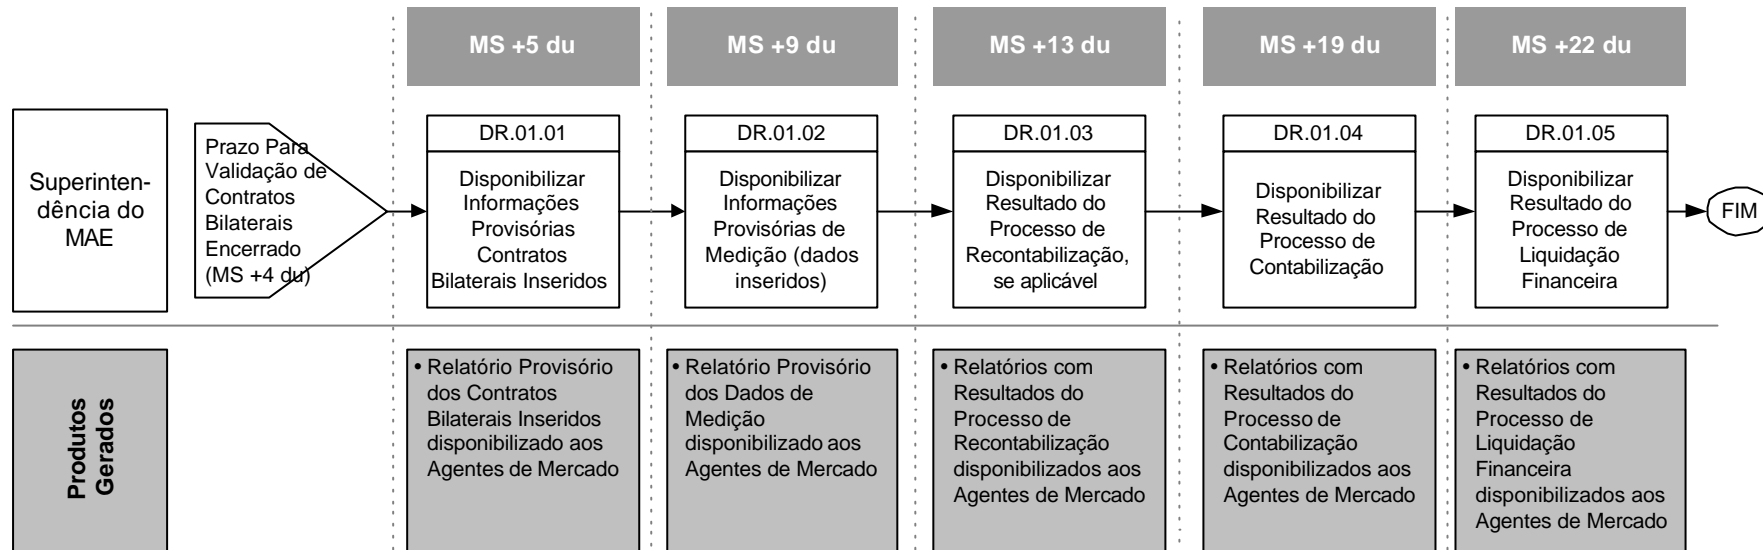 MS +5 du
MS +9 du
MS +13 du
MS +19 du
MS +22 du
Superinten-
dência do
MAE
Prazo Para
Validação de
Contratos
Bilaterais
Encerrado
(MS +4 du)
DR.01.01
Disponibilizar
Informações
Provisórias
Contratos
Bilaterais Inseridos
DR.01.02
Disponibilizar
Informações
Provisórias de
Medição (dados
inseridos)
DR.01.03
Disponibilizar
Resultado do
Processo de
Recontabilização,
se aplicável
DR.01.04
Disponibilizar
Resultado do
Processo de
Contabilização
DR.01.05
Disponibilizar
Resultado do
Processo de
Liquidação
Financeira
FIM
Produtos
Gerados
• Relatório Provisório
dos Contratos
Bilaterais Inseridos
disponibilizado aos
Agentes de Mercado
• Relatório Provisório
dos Dados de
Medição
disponibilizado aos
Agentes de Mercado
• Relatórios com
Resultados do
Processo de
Recontabilização
disponibilizados aos
Agentes de Mercado
• Relatórios com
Resultados do
Processo de
Contabilização
disponibilizados aos
Agentes de Mercado
• Relatórios com
Resultados do
Processo de
Liquidação
Financeira
disponibilizados aos
Agentes de Mercado